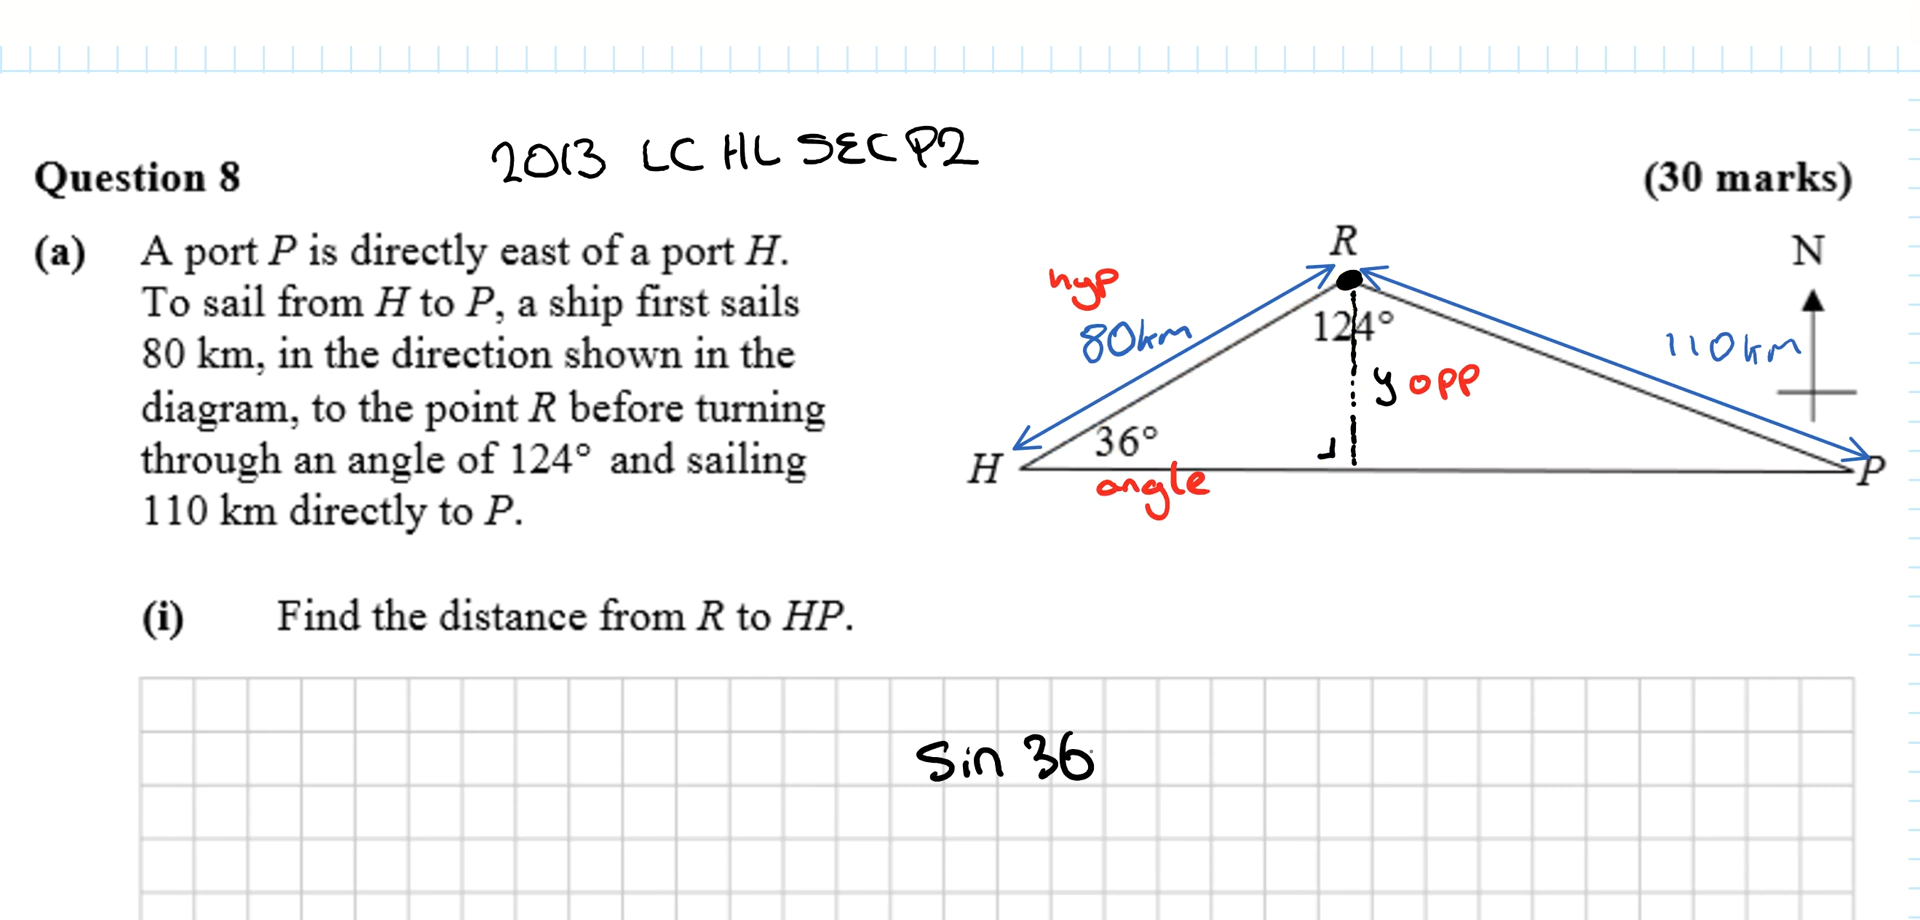 2013 LC HL SEC P2
Question 8
(30 marks)
(a) A port P is directly east of a port H.
To sail from H to P, a ship first sails
80 km, in the direction shown in the
diagram, to the point R before turning
through an angle of 124° and sailing
110 km directly to P.
R
N
hyp
80km
124°
110km
y opp
36°
H
P
angle
(i) Find the distance from R to HP.
Sin 36